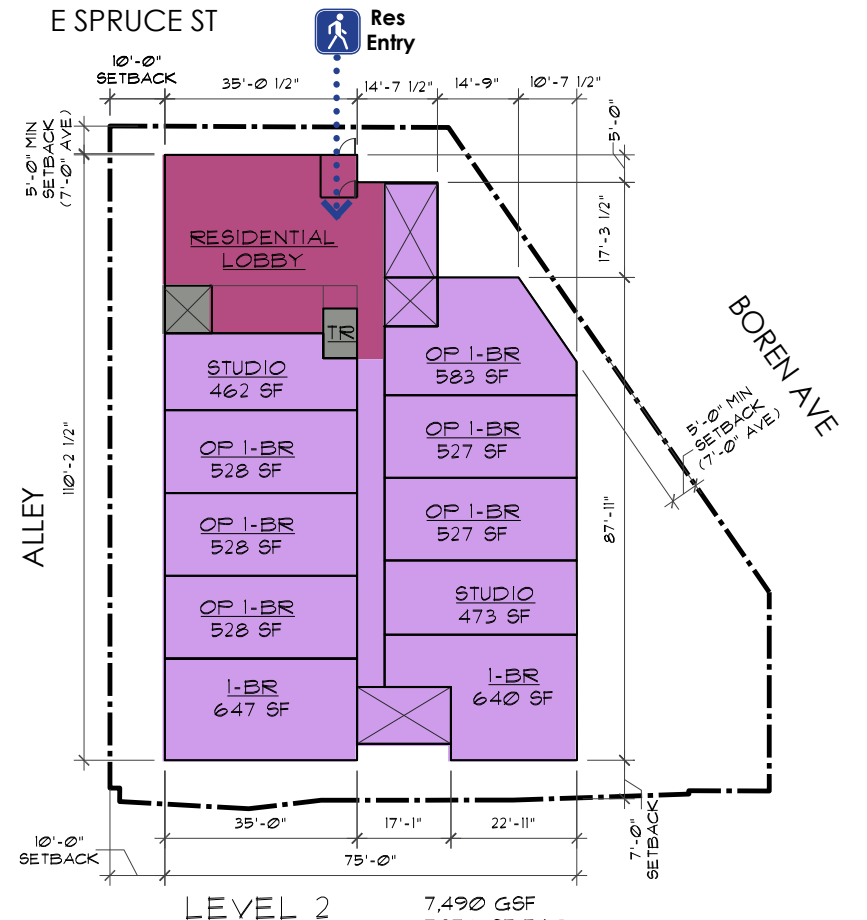 E SPRUCE ST
Res
Entry
10'-0"
SETBACK
35'-0 1/2"
14'-7 1/2"
14'-9"
10'-7 1/2"
5'-0" MIN
SETBACK
(7'-0" AVE)
5'-0"
17'-3 1/2"
RESIDENTIAL
LOBBY
TR
STUDIO
462 SF
OP 1-BR
583 SF
OP 1-BR
528 SF
OP 1-BR
527 SF
OP 1-BR
528 SF
OP 1-BR
527 SF
OP 1-BR
528 SF
STUDIO
473 SF
1-BR
647 SF
1-BR
640 SF
BOREN AVE
5'-0" MIN
SETBACK
(7'-0" AVE)
110'-2 1/2"
ALLEY
87'-11"
35'-0"
17'-1"
22'-11"
10'-0"
SETBACK
75'-0"
7'-0"
SETBACK
LEVEL 2
7,490 GSF